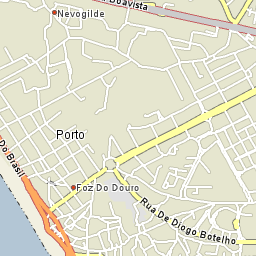 Boavista
Nevogilde
Porto
Do Brasil
Foz Do Douro
Rua De Diogo Botelho